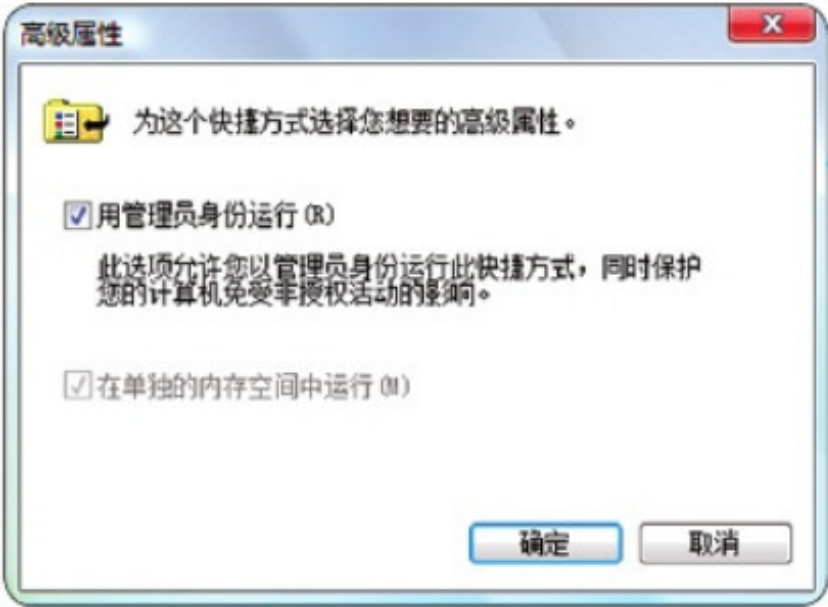 高级属性
为这个快捷方式选择您想要的高级属性。
用管理员身份运行(R)
此选项允许您以管理员身份运行此快捷方式，同时保护
您的计算机免受非授权活动的影响。
在单独的内存空间中运行(M)
确定
取消